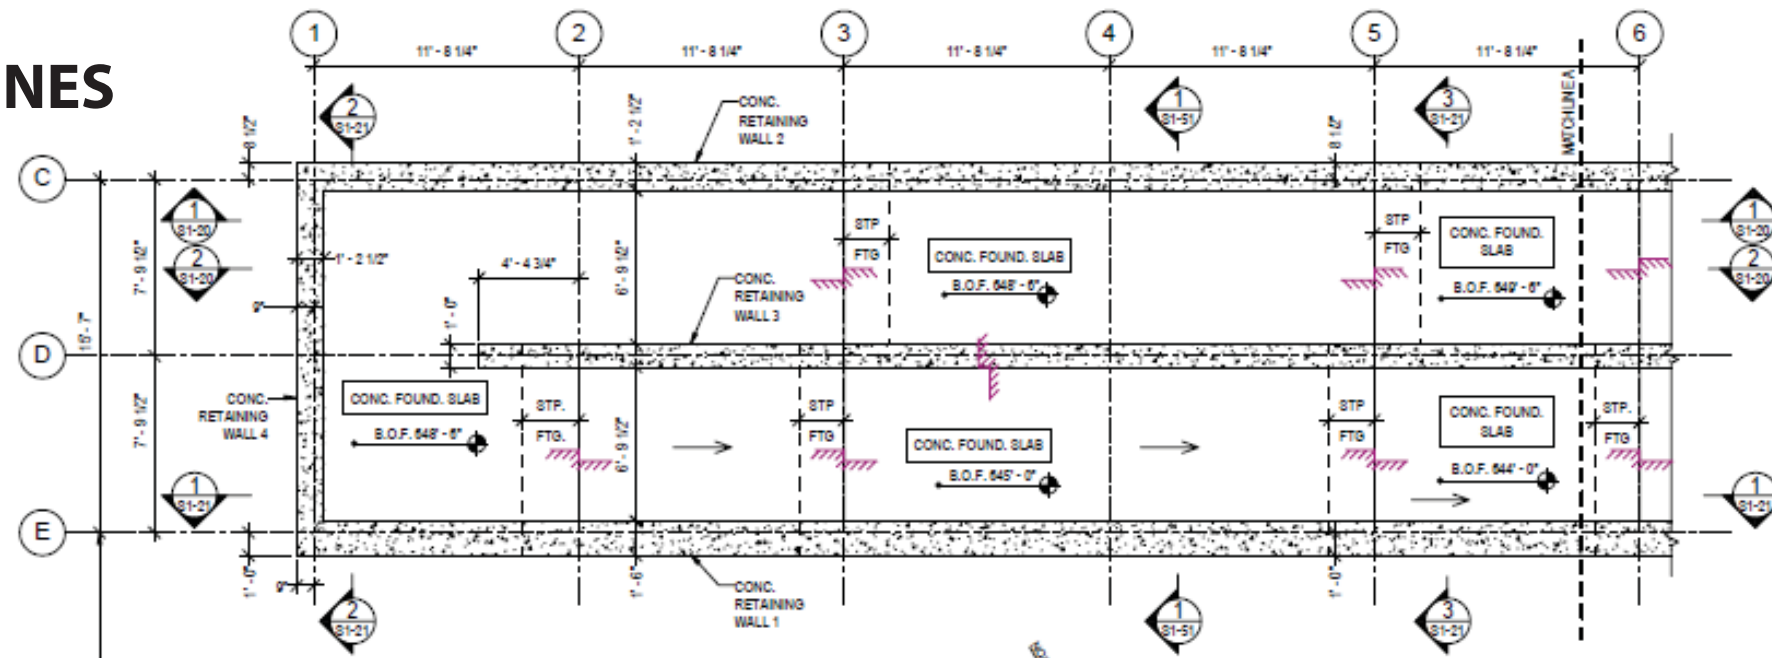 1 2 3 4 5 6
11' - 8 1/4" 11' - 8 1/4" 11' - 8 1/4" 11' - 8 1/4" 11' - 8 1/4"
NES
2
S1-21
1
S1-51
3
S1-21
MATCHLINE A
8 1/2"
1' - 2 1/2"
8 1/2"
CONC.
RETAINING
WALL 2
C
1
S1-20
2
S1-20
7' - 9 1/2"
15' - 7"
1' - 2 1/2"
9"
4' - 4 3/4"
1' - 0"
6' - 9 1/2"
CONC.
RETAINING
WALL 3
STP
FTG
CONC. FOUND. SLAB
B.O.F. 648' - 6"
STP
FTG
CONC. FOUND.
SLAB
B.O.F. 649' - 6"
1
S1-20
2
S1-20
D
7' - 9 1/2"
CONC.
RETAINING
WALL 4
CONC. FOUND. SLAB
B.O.F. 648' - 6"
STP.
FTG.
6' - 9 1/2"
STP
FTG
CONC. FOUND. SLAB
B.O.F. 645' - 0"
STP
FTG
CONC. FOUND.
SLAB
B.O.F. 644' - 0"
STP.
FTG
1
S1-21
1
S1-21
E
1' - 0"
9"
1' - 6"
1' - 0"
CONC.
RETAINING
WALL 1
2
S1-21
1
S1-51
3
S1-21